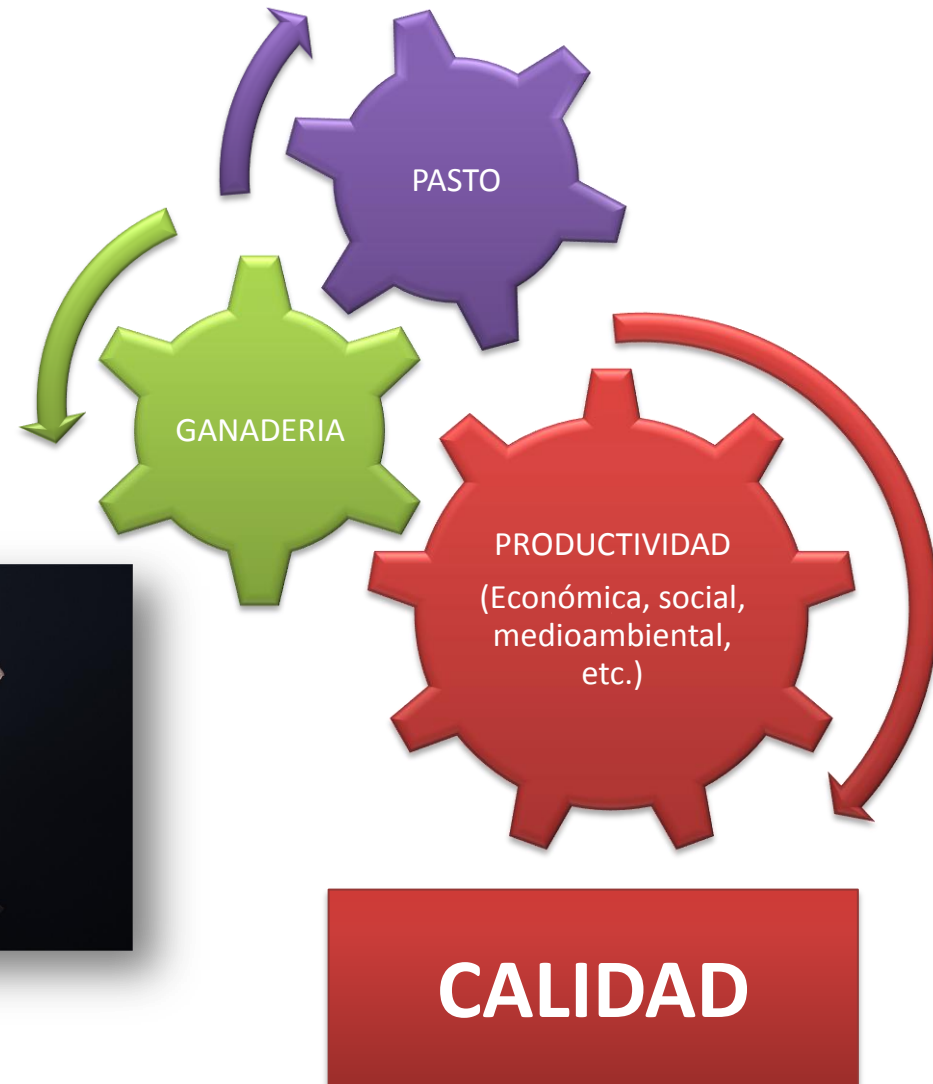 PASTO
GANADERIA
PRODUCTIVIDAD
(Económica, social,
medioambiental,
etc.)
CALIDAD